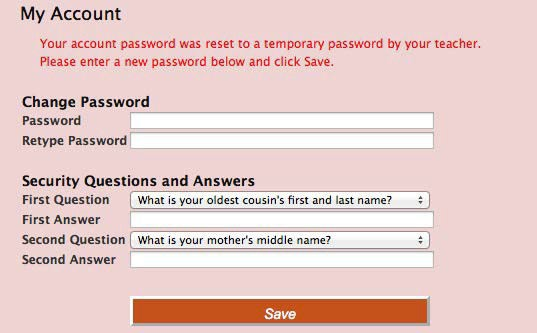 My Account
Your account password was reset to a temporary password by your teacher.
Please enter a new password below and click Save.
Change Password
Password
Retype Password
Security Questions and Answers
First Question What is your oldest cousin's first and last name?
First Answer
Second Question What is your mother's middle name?
Second Answer
Save